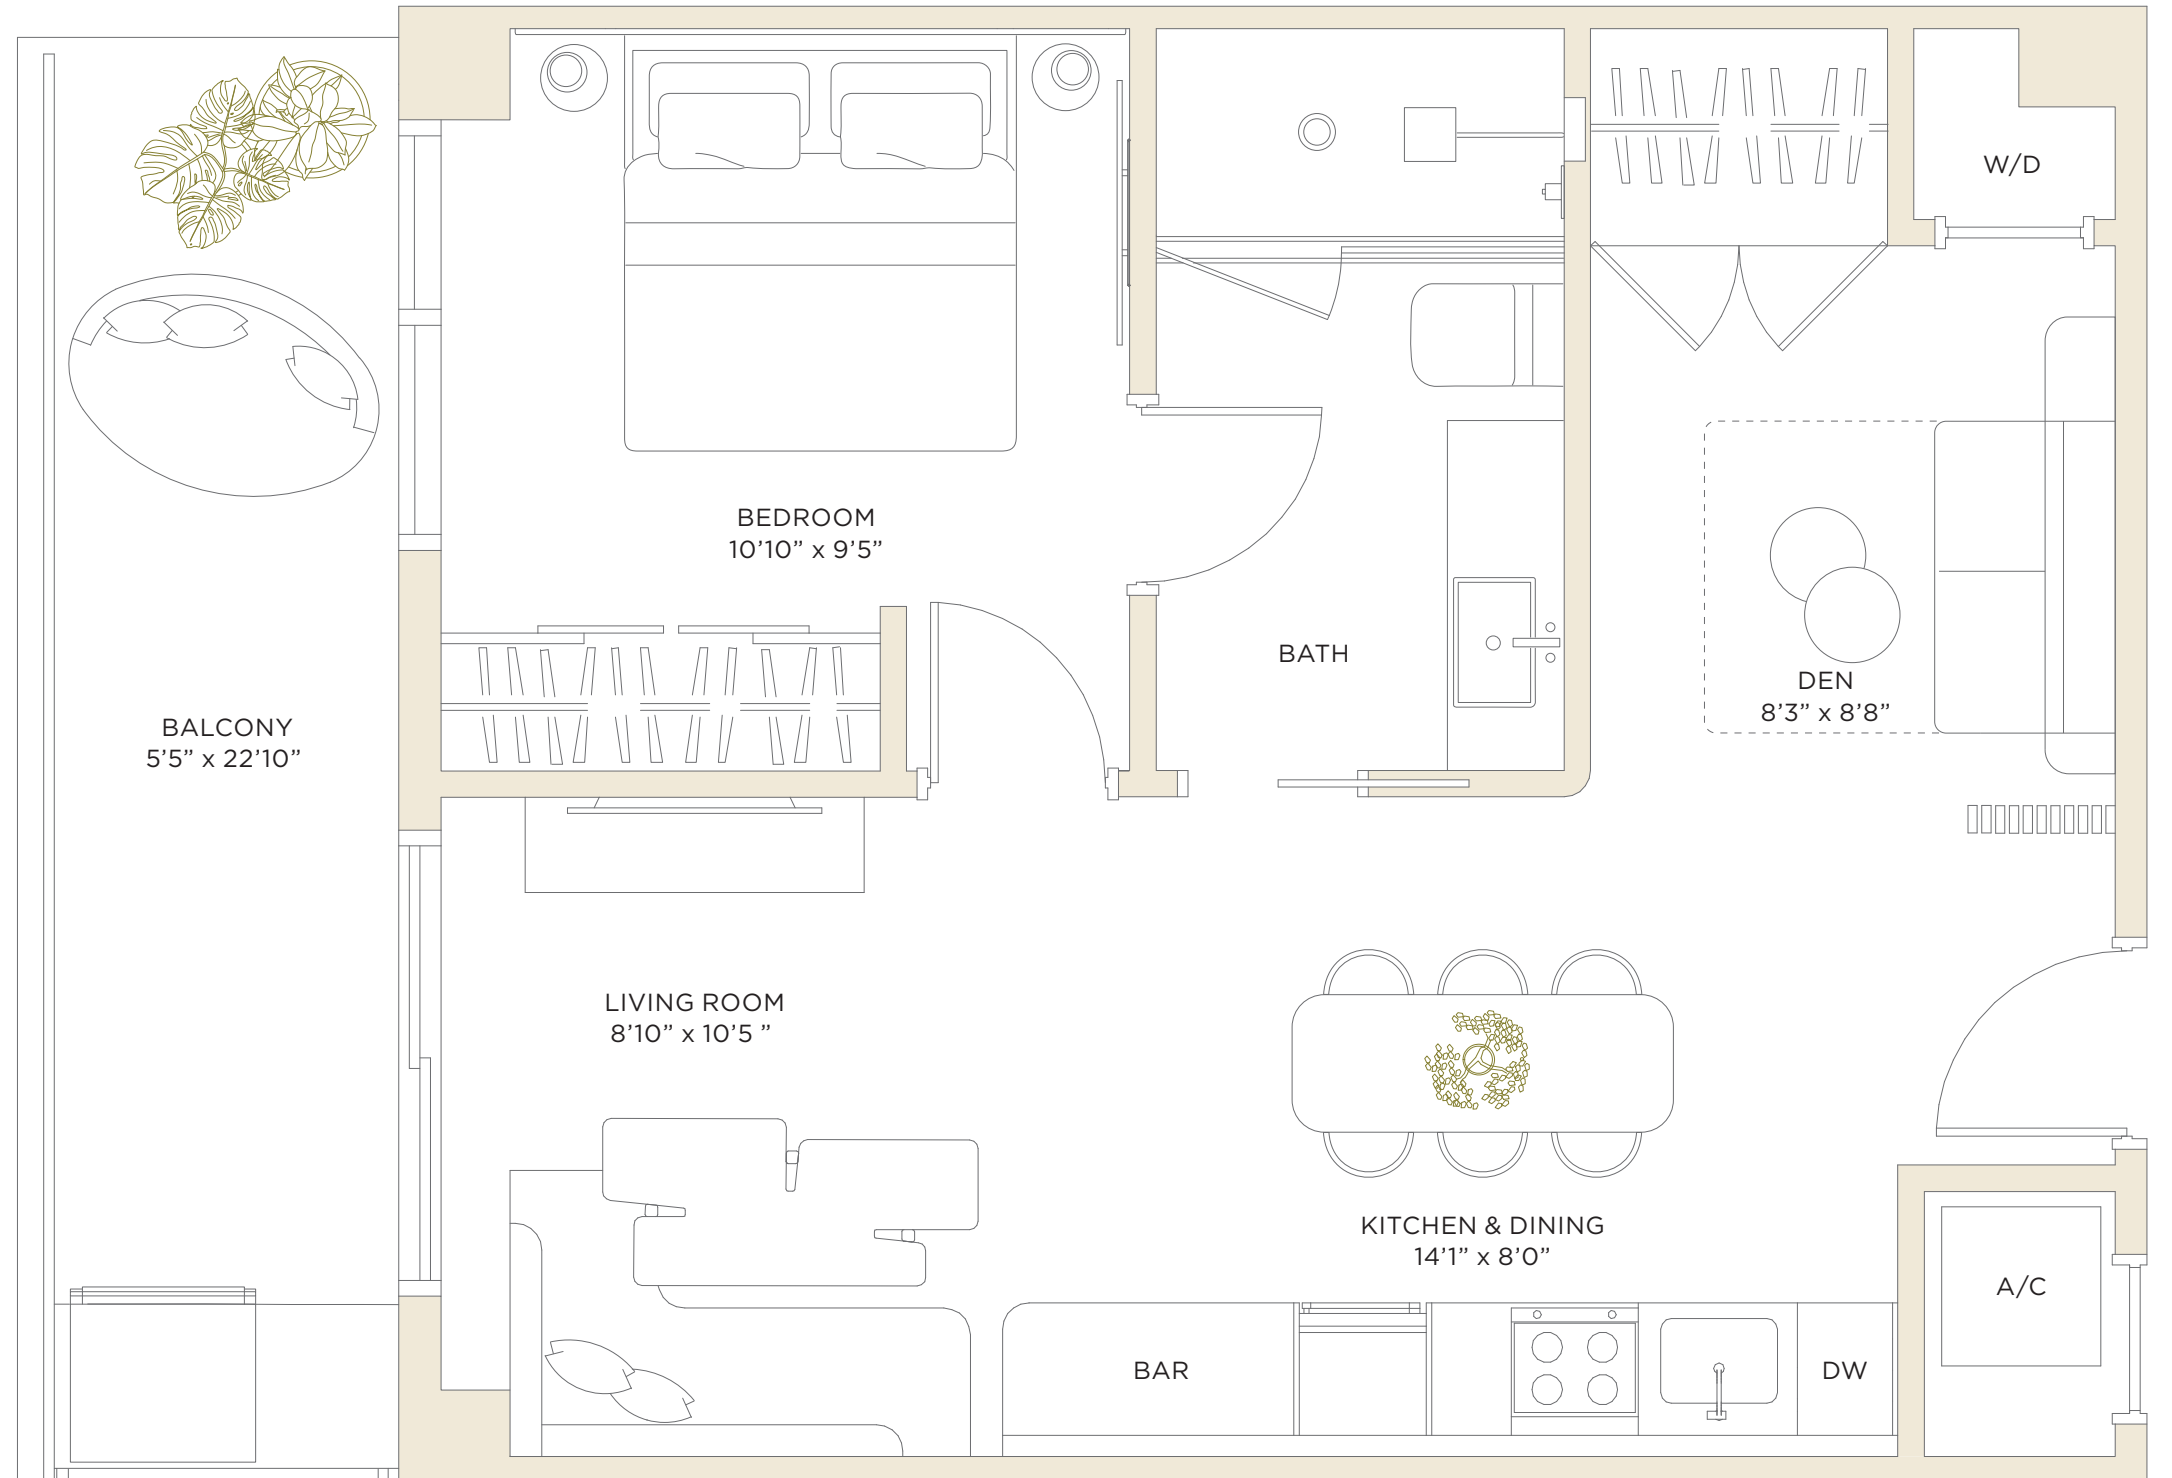 W/D
BEDROOM
10’10” x 9’5”
BATH
DEN
8’3” x 8’8”
BALCONY
5’5” x 22’10”
LIVING ROOM
8’10” x 10’5 ”
KITCHEN & DINING
14’1” x 8’0”
A/C
BAR
DW